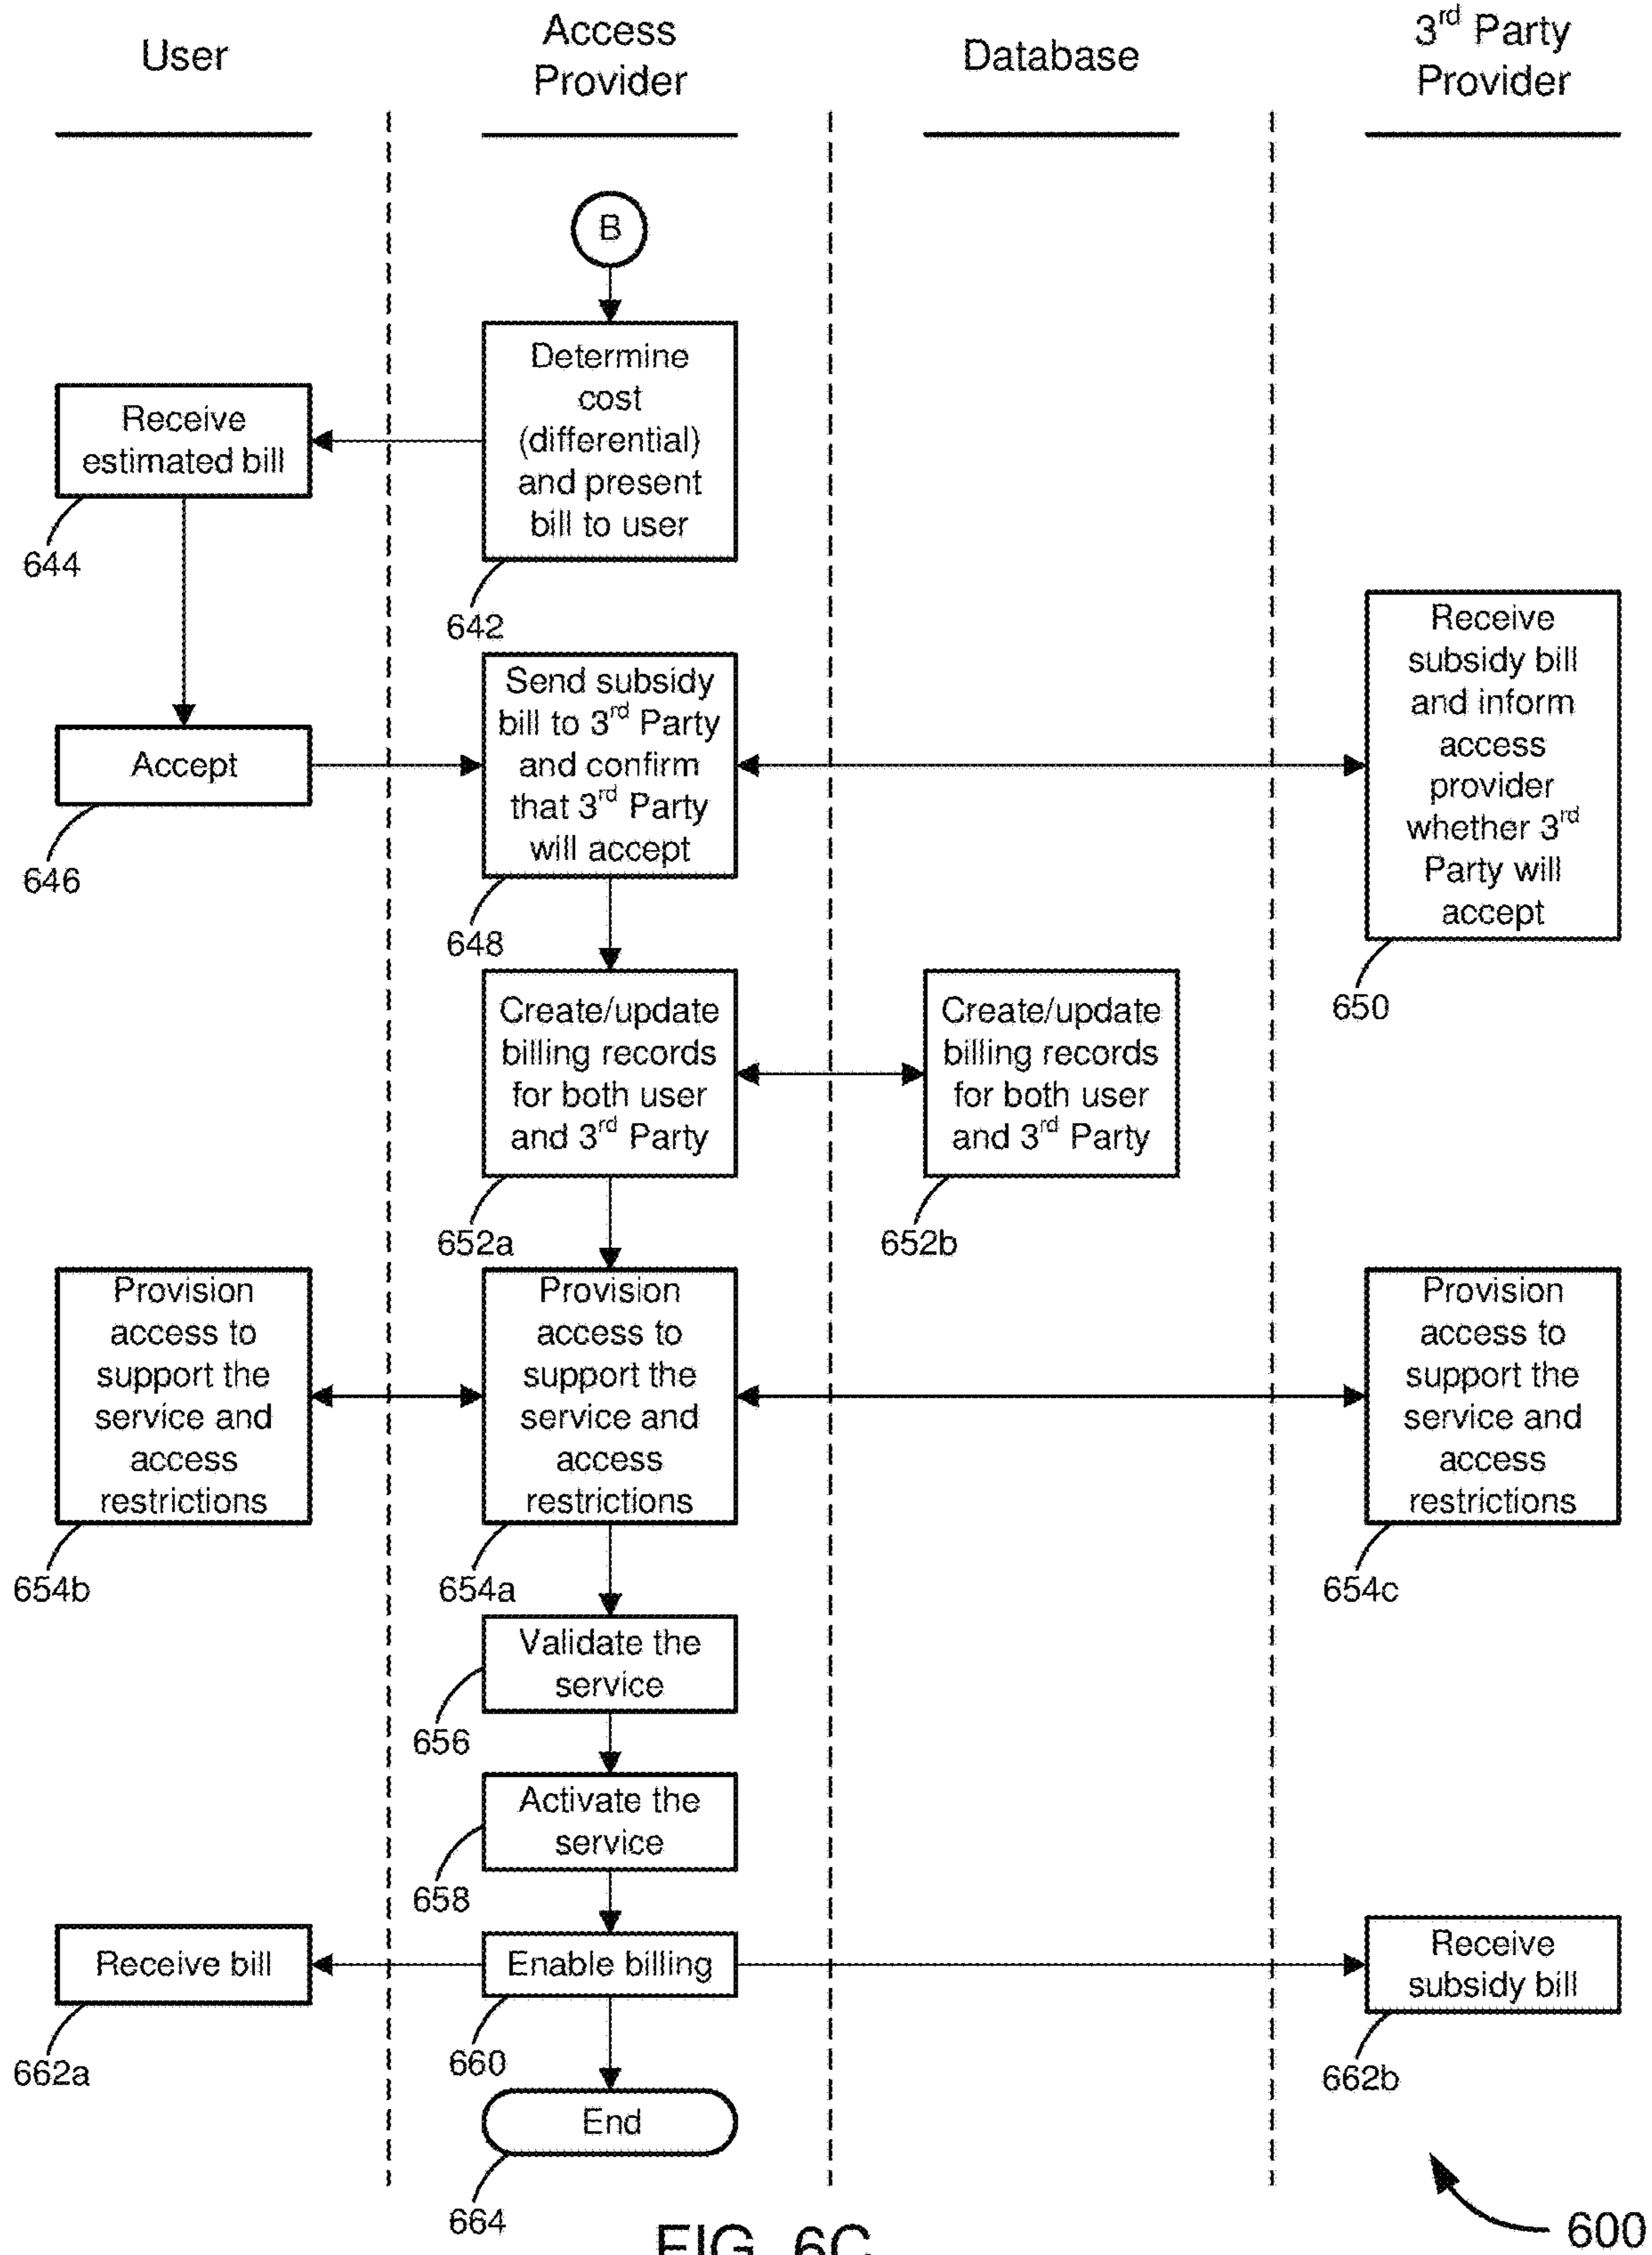 User
Access
Provider
Database
3rd Party
Provider
B
Determine
cost
(differential)
and present
bill to user
642
Receive
estimated bill
644
Accept
646
Send subsidy
bill to 3rd Party
and confirm
that 3rd Party
will accept
648
Receive
subsidy bill
and inform
access
provider
whether 3rd
Party will
accept
650
Create/update
billing records
for both user
and 3rd Party
652a
Create/update
billing records
for both user
and 3rd Party
652b
Provision
access to
support the
service and
access
restrictions
654b
Provision
access to
support the
service and
access
restrictions
654a
Provision
access to
support the
service and
access
restrictions
654c
Validate the
service
656
Activate the
service
658
Receive bill
662a
Enable billing
660
Receive
subsidy bill
662b
End
664
600
FIG. 6C